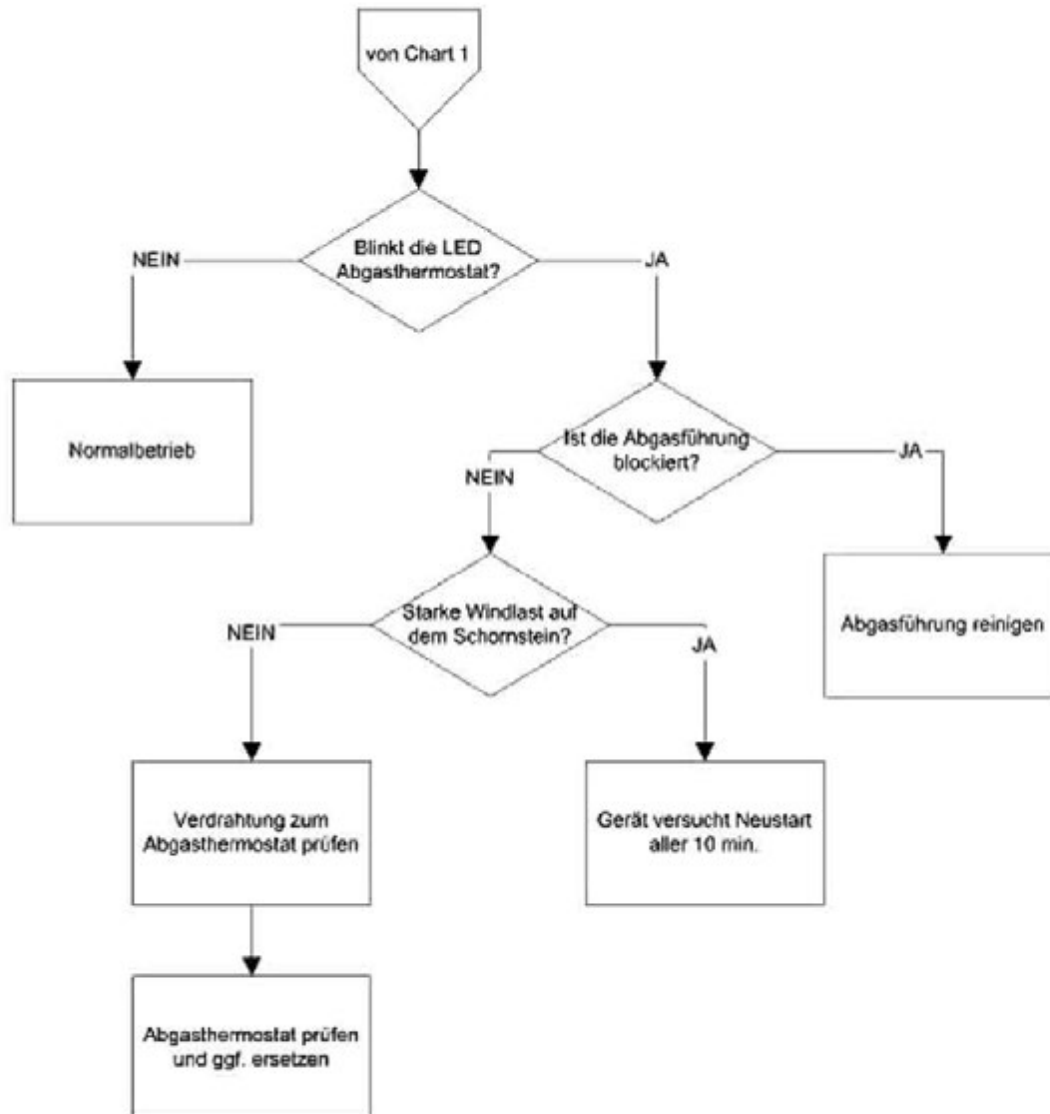 von Chart 1
Blinkt die LED
Abgasthermostat?
NEIN
JA
Normalbetrieb
Ist die Abgasführung
blockiert?
NEIN
JA
Starke Windlast auf
dem Schornstein?
Abgasführung reinigen
NEIN
JA
Verdrahtung zum
Abgasthermostat prüfen
Gerät versucht Neustart
aller 10 min.
Abgasthermostat prüfen
und ggf. ersetzen